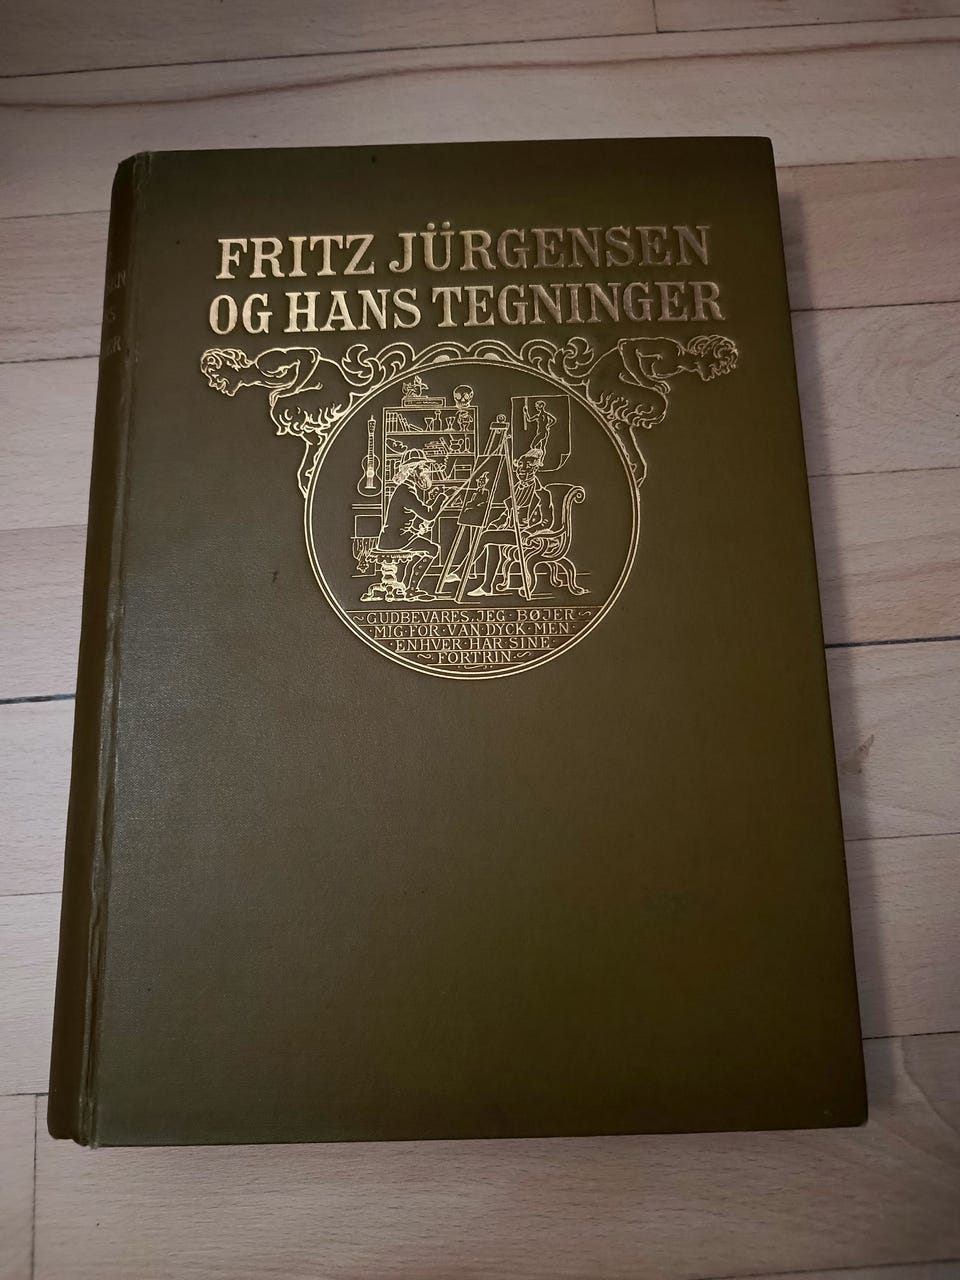 FRITZ JÜRGENSEN
OG HANS TEGNINGER
GUDBEVARES, JEG · BØJER
MIG · FOR · VAN DYCK · MEN ·
ENHVER · HAR · SINE ·
FORTRIN ·